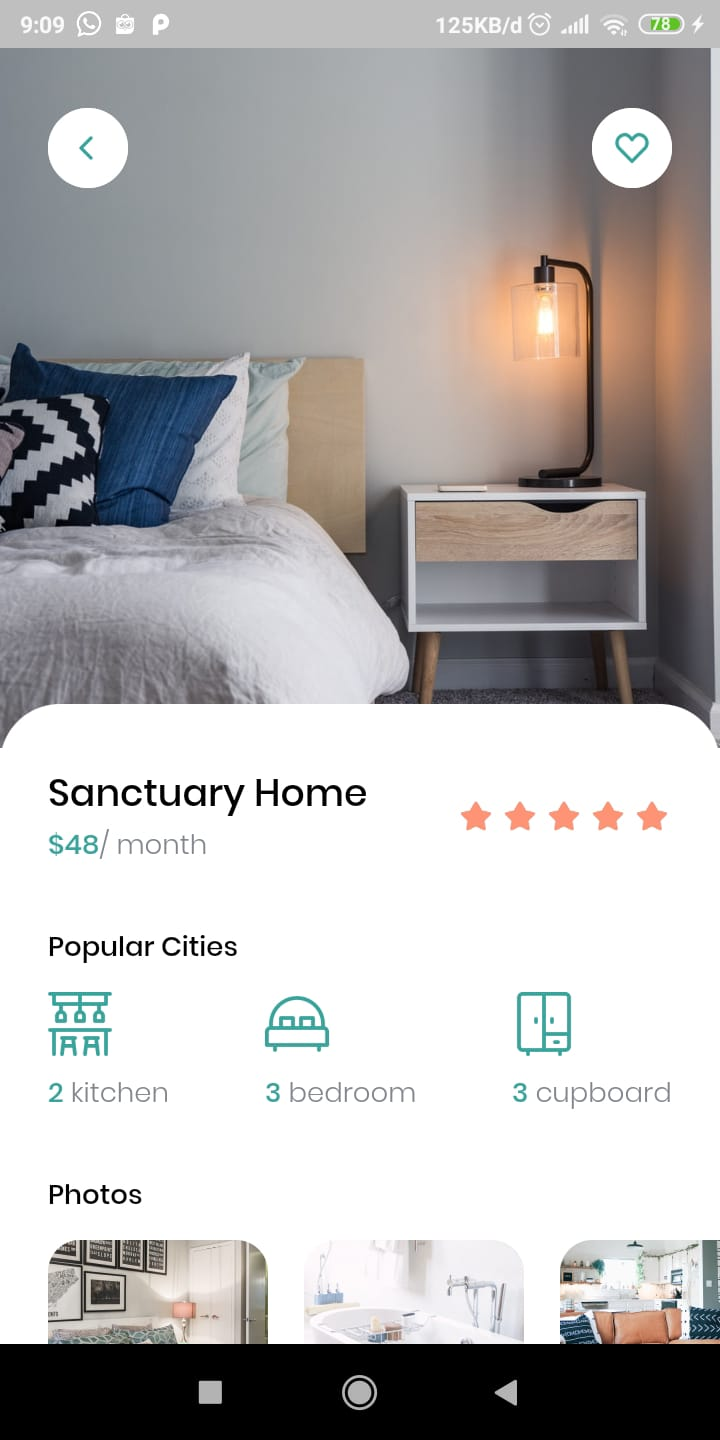 9:09 125KB/d 78
Sanctuary Home
$48/ month
Popular Cities
2 kitchen 3 bedroom 3 cupboard
Photos